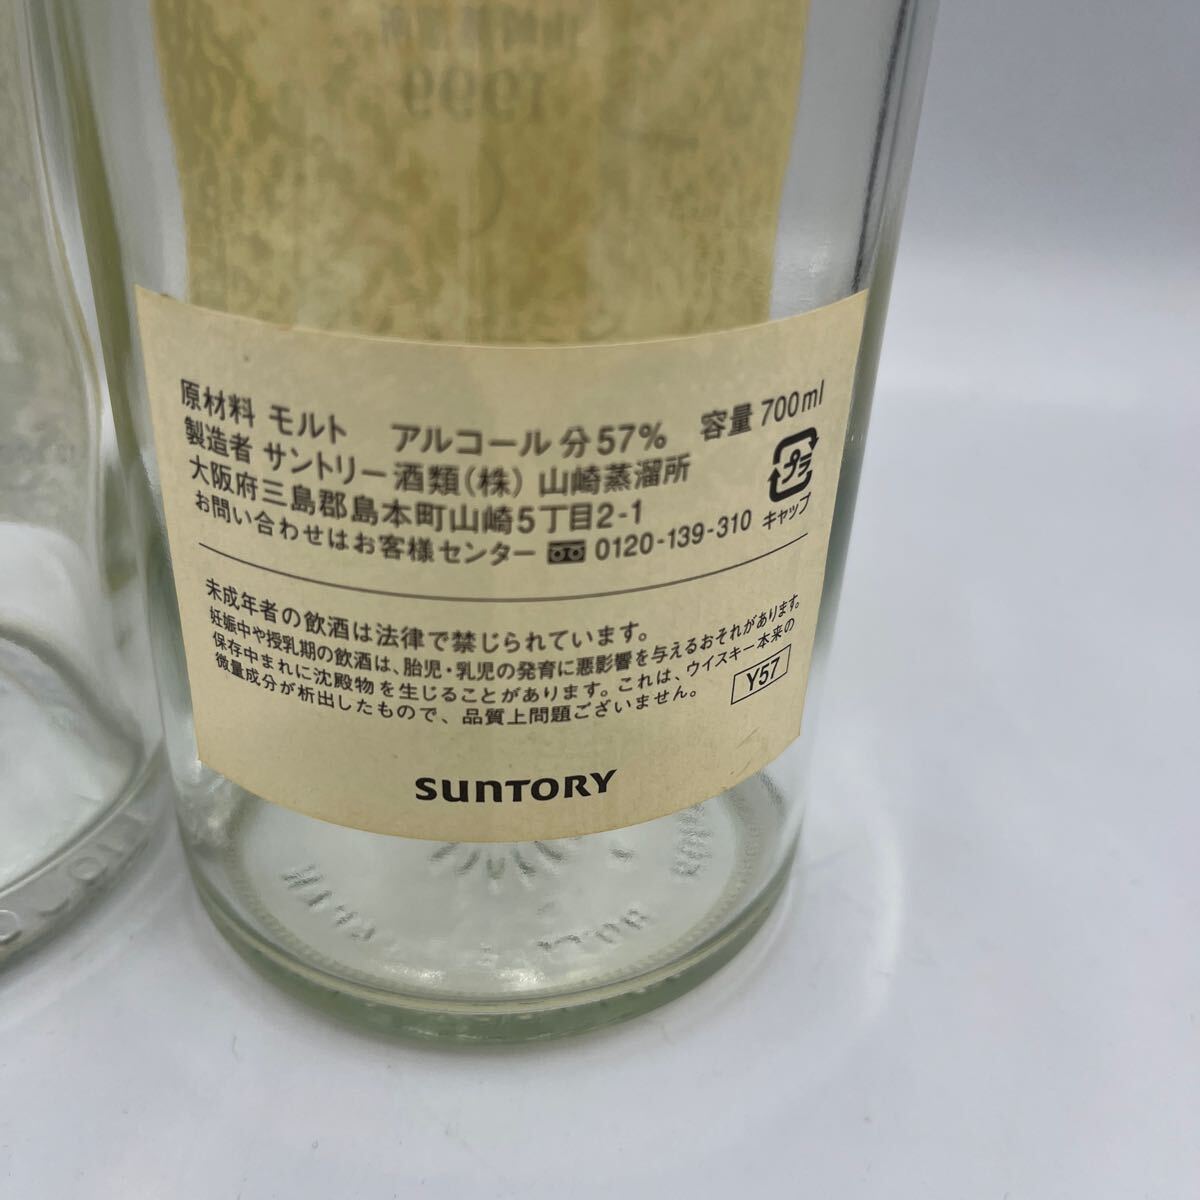 1999
原材料 モルト アルコール分57% 容量700ml
製造者 サントリー酒類(株) 山崎蒸溜所
大阪府三島郡島本町山崎5丁目2-1
お問い合わせはお客様センター 0120-139-310
プラ
キャップ
未成年者の飲酒は法律で禁じられています。
妊娠中や授乳期の飲酒は、胎児・乳児の発育に悪影響を与えるおそれがあります。
保存中まれに沈殿物を生じることがあります。これは、ウイスキー本来の
微量成分が析出したもので、品質上問題ございません。
Y57
SUNTORY